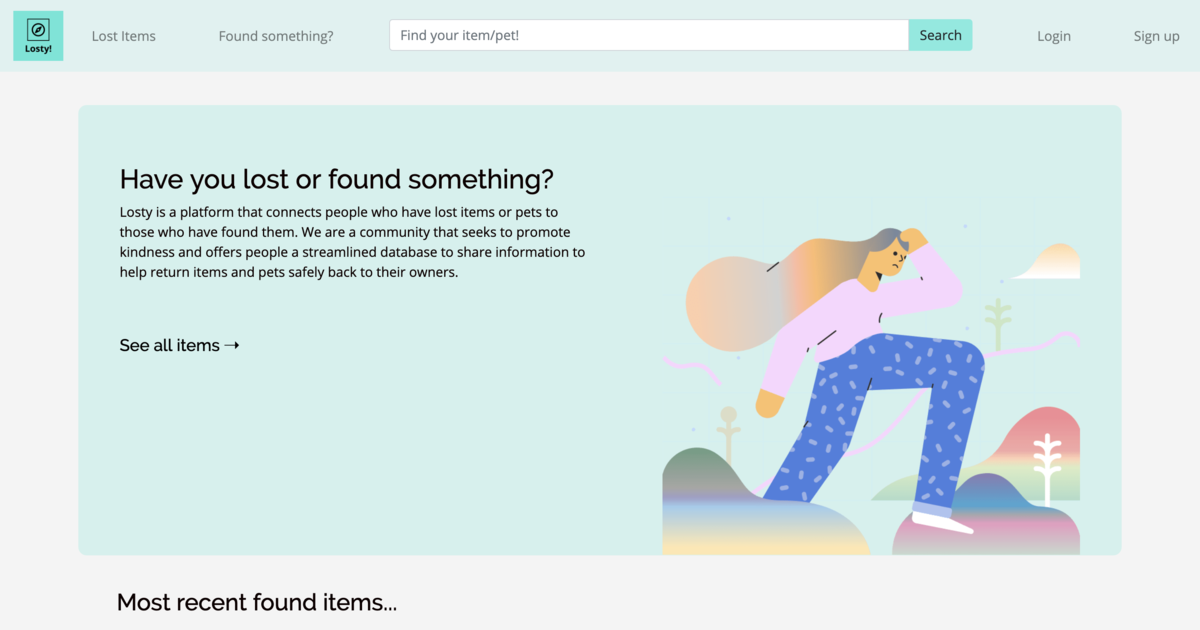 Losty!
Lost Items
Found something?
Find your item/pet!
Search
Login
Sign up
Have you lost or found something?
Losty is a platform that connects people who have lost items or pets to
those who have found them. We are a community that seeks to promote
kindness and offers people a streamlined database to share information to
help return items and pets safely back to their owners.
See all items ➝
Most recent found items...